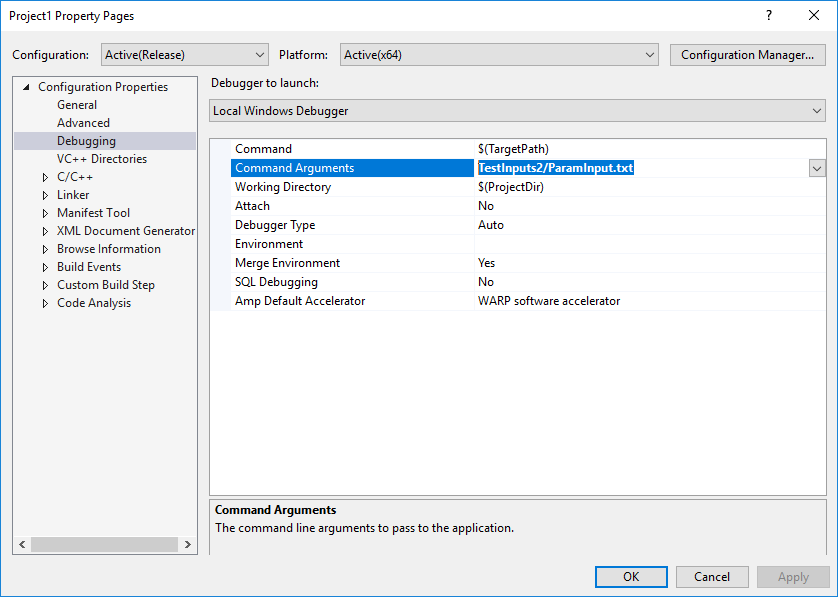 Project1 Property Pages
?
Configuration: Active(Release) Platform: Active(x64) Configuration Manager...
Configuration Properties
General
Advanced
Debugging
VC++ Directories
C/C++
Linker
Manifest Tool
XML Document Generator
Browse Information
Build Events
Custom Build Step
Code Analysis
Debugger to launch:
Local Windows Debugger
Command $(TargetPath)
Command Arguments TestInputs2/ParamInput.txt
Working Directory $(ProjectDir)
Attach No
Debugger Type Auto
Environment
Merge Environment Yes
SQL Debugging No
Amp Default Accelerator WARP software accelerator
Command Arguments
The command line arguments to pass to the application.
OK Cancel Apply